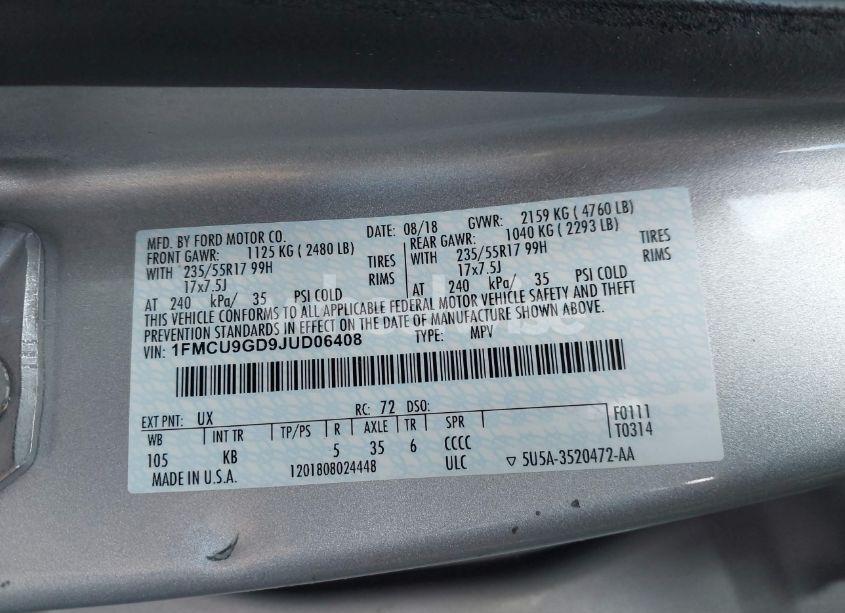 MFD. BY FORD MOTOR CO. DATE: 08/18 GVWR: 2159 KG ( 4760 LB)
FRONT GAWR: 1125 KG ( 2480 LB) REAR GAWR: 1040 KG ( 2293 LB)
WITH 235/55R17 99H TIRES WITH 235/55R17 99H TIRES
17x7.5J RIMS 17x7.5J RIMS
AT 240 kPa/ 35 PSI COLD AT 240 kPa/ 35 PSI COLD
THIS VEHICLE CONFORMS TO ALL APPLICABLE FEDERAL MOTOR VEHICLE SAFETY AND THEFT
PREVENTION STANDARDS IN EFFECT ON THE DATE OF MANUFACTURE SHOWN ABOVE.
VIN: 1FMCU9GD9JUD06408 TYPE: MPV
EXT PNT: UX RC: 72 DSO: F0111
WB INT TR TP/PS R AXLE TR SPR T0314
105 KB 5 35 6 CCCC
MADE IN U.S.A. 1201808024448 ULC ▽ 5U5A-3520472-AA